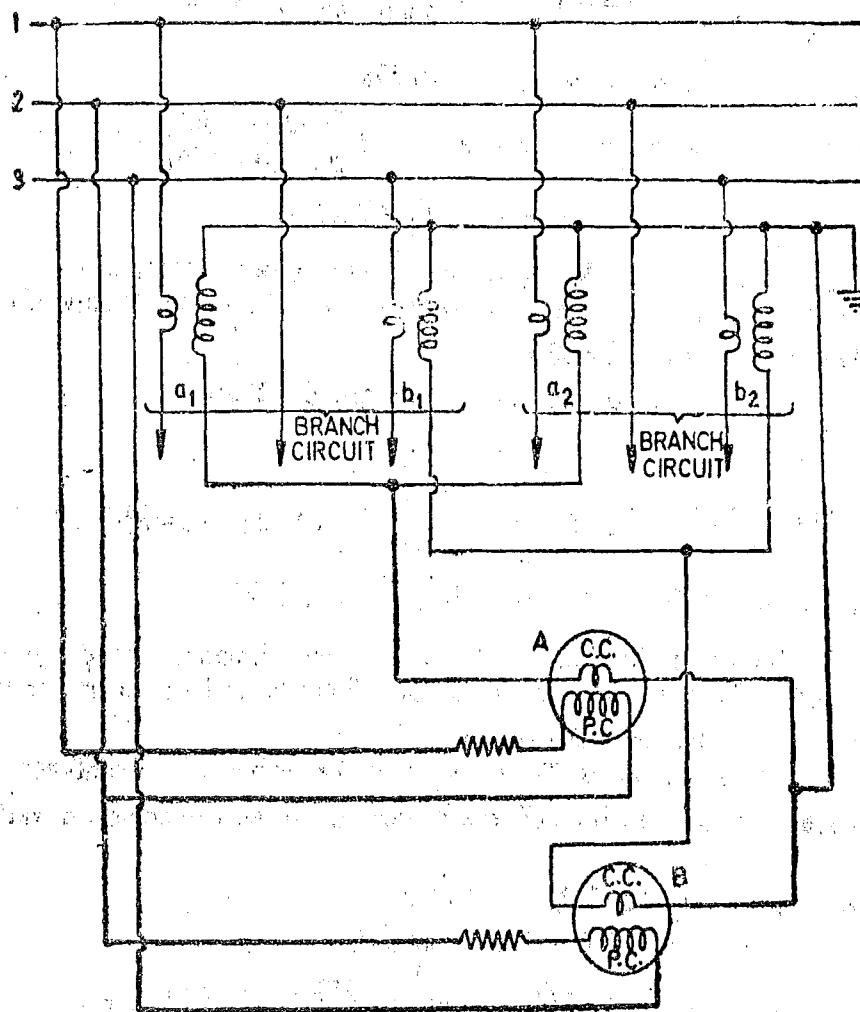 1
2
3
a1
b1
a2
b2
BRANCH
CIRCUIT
BRANCH
CIRCUIT
A
C.C.
P.C
C.C.
B
P.C.